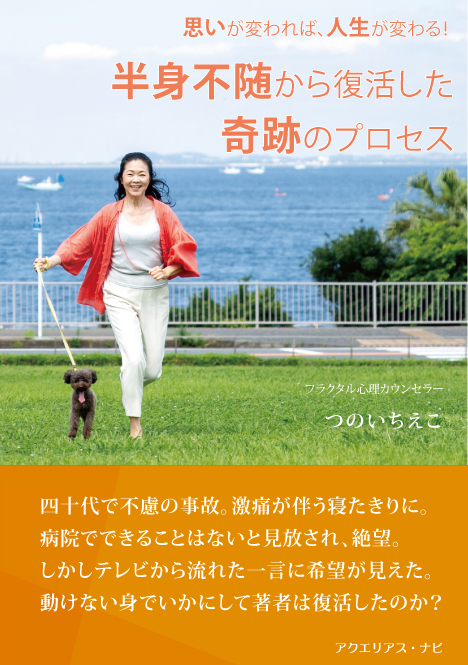 思いが変われば、人生が変わる!
半身不随から復活した
奇跡のプロセス
フラクタル心理カウンセラー
つのいちえこ
四十代で不慮の事故。激痛が伴う寝たきりに。
病院でできることはないと見放され、絶望。
しかしテレビから流れた一言に希望が見えた。
動けない身でいかにして著者は復活したのか?
アクエリアス・ナビ